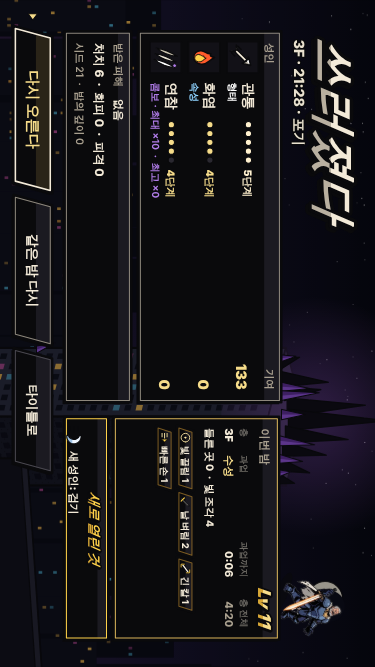 쓰러졌다
3F · 21:28 · 포기
성인
기여
관통
형태
5단계
133
화염
속성
4단계
0
연참
4단계
0
콤보 · 최대 ×10 · 최고 ×0
받은 피해 없음
처치 6 · 회피 0 · 피격 0
시드 21 · 밤의 깊이 0
이번 밤
Lv 11
층 과업 과업까지 층 전체
3F 수성 0:06 4:20
들른 곳 0 · 빛 조각 4
빛 끌림 1
날 벼림 2
긴 칼 1
빠른 손 1
새로 열린 것
새 성인: 검기
다시 오른다
같은 밤 다시
타이틀로